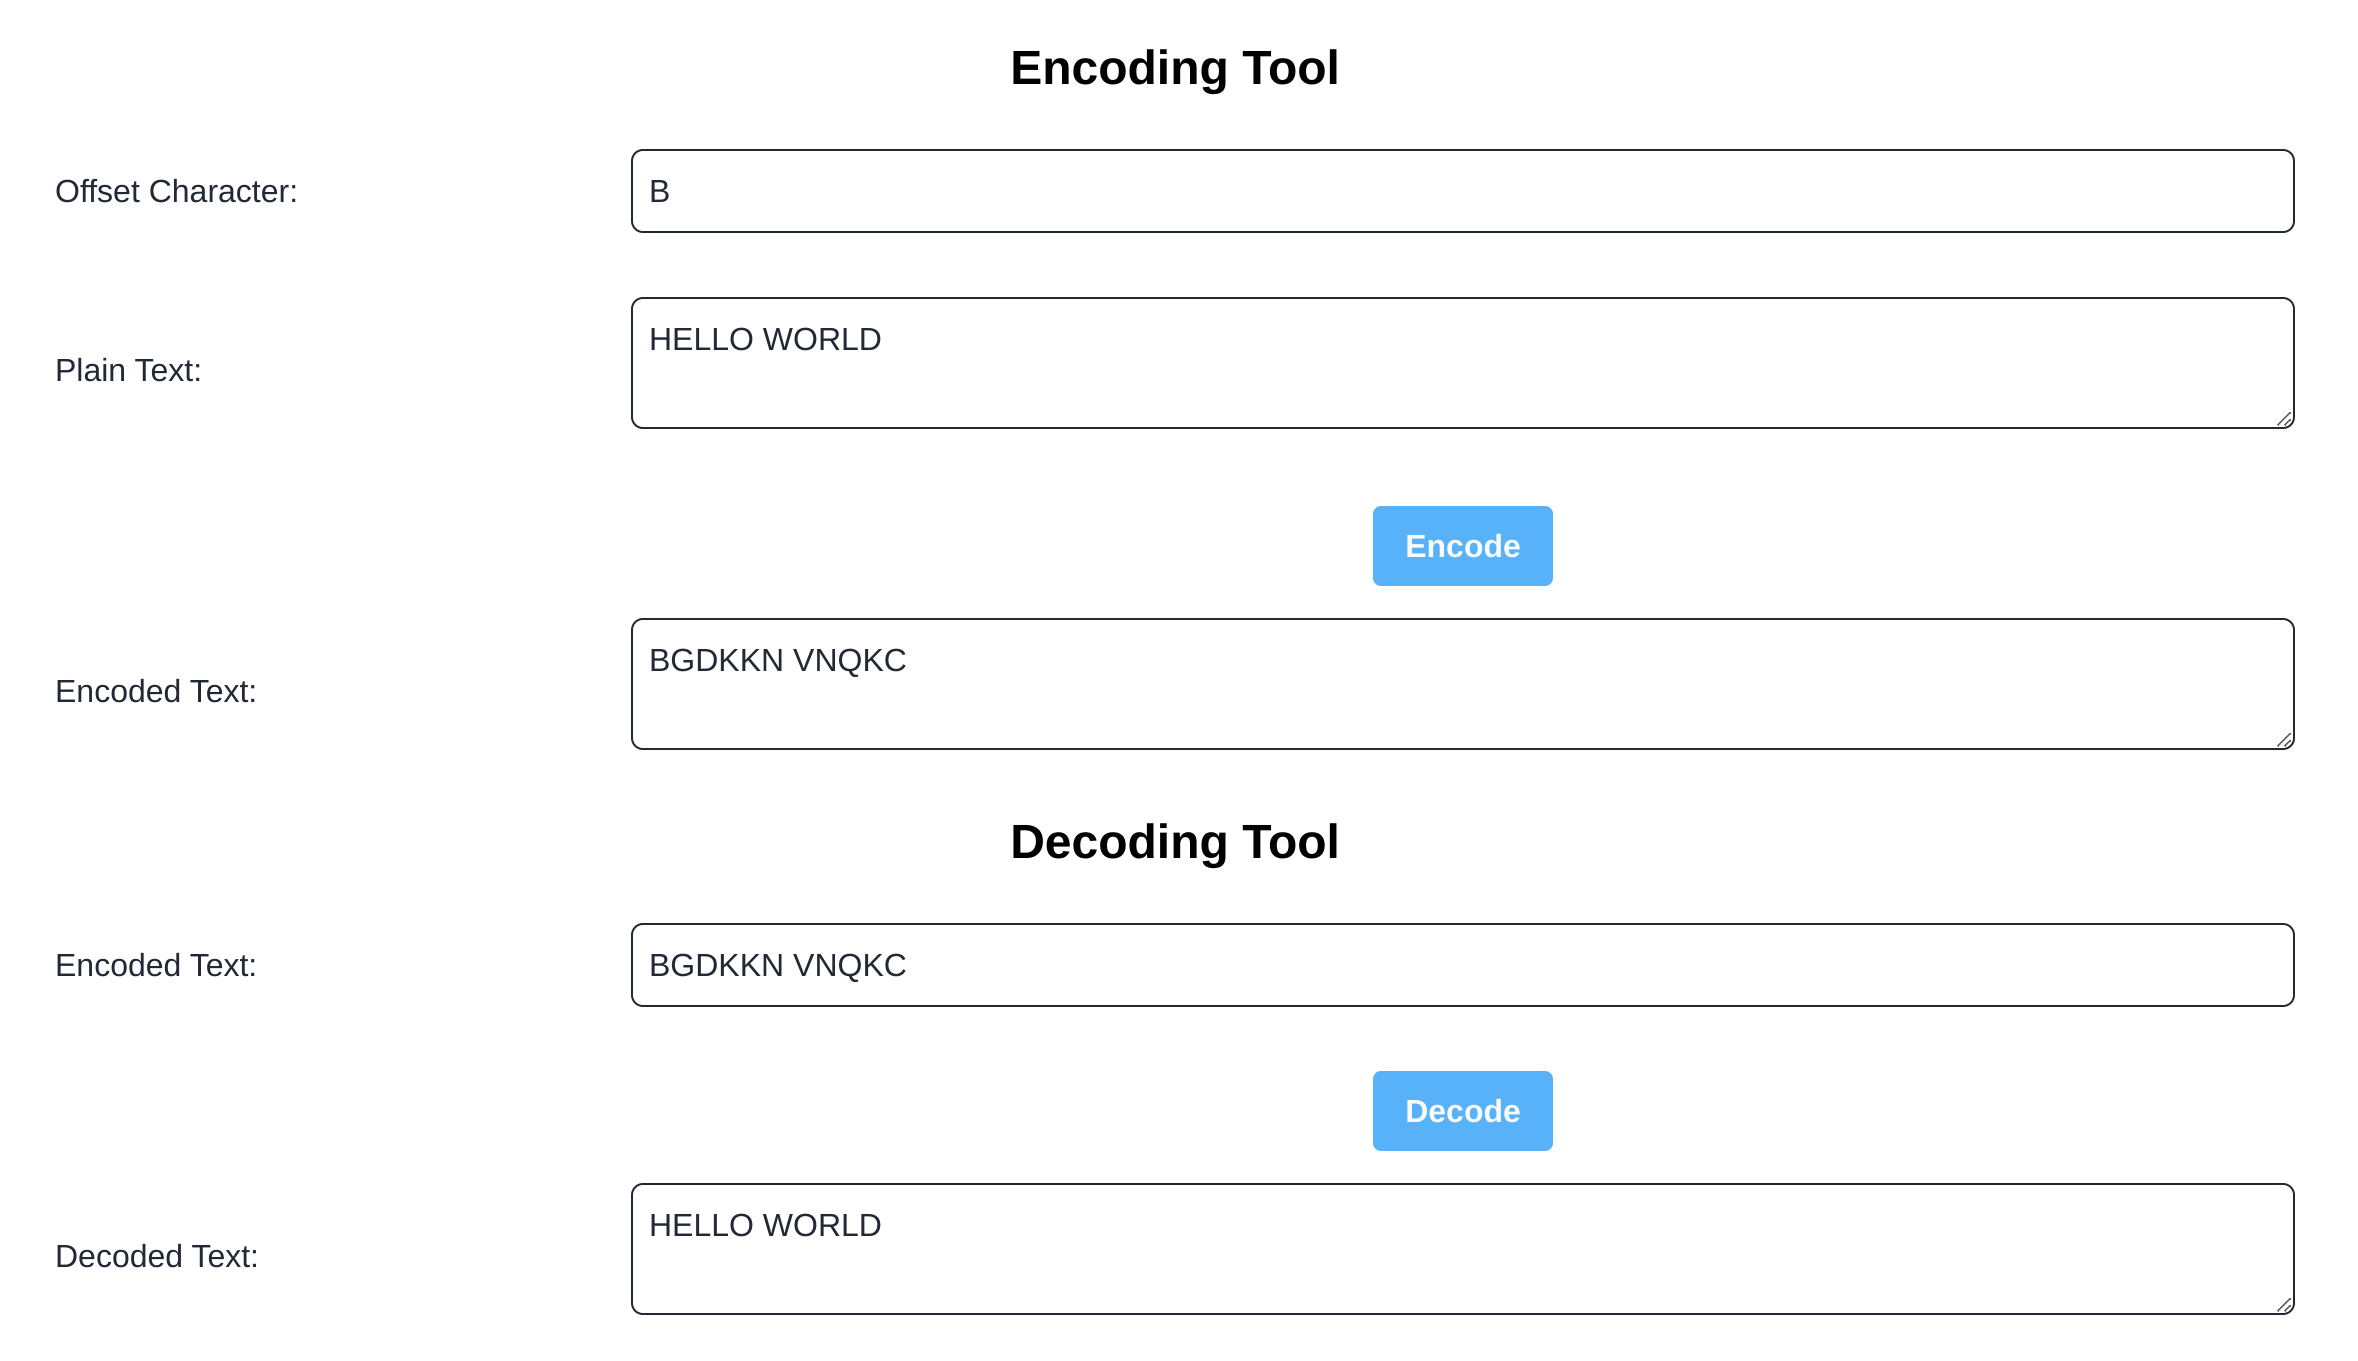 Encoding Tool
Offset Character:
B
Plain Text:
HELLO WORLD
Encode
Encoded Text:
BGDKKN VNQKC
Decoding Tool
Encoded Text:
BGDKKN VNQKC
Decode
Decoded Text:
HELLO WORLD